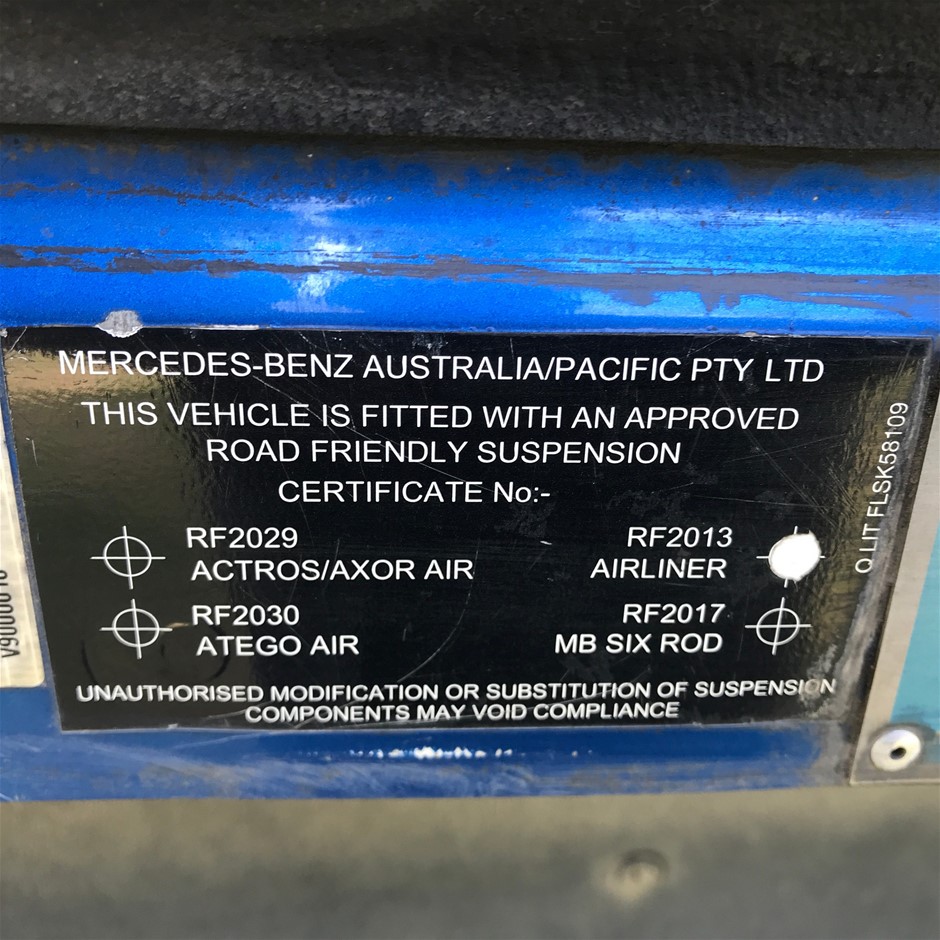 MERCEDES-BENZ AUSTRALIA/PACIFIC PTY LTD
THIS VEHICLE IS FITTED WITH AN APPROVED
ROAD FRIENDLY SUSPENSION
CERTIFICATE No:-
RF2029
ACTROS/AXOR AIR
RF2013
AIRLINER
RF2030
ATEGO AIR
RF2017
MB SIX ROD
UNAUTHORISED MODIFICATION OR SUBSTITUTION OF SUSPENSION
COMPONENTS MAY VOID COMPLIANCE
Q LIT FLSK58109